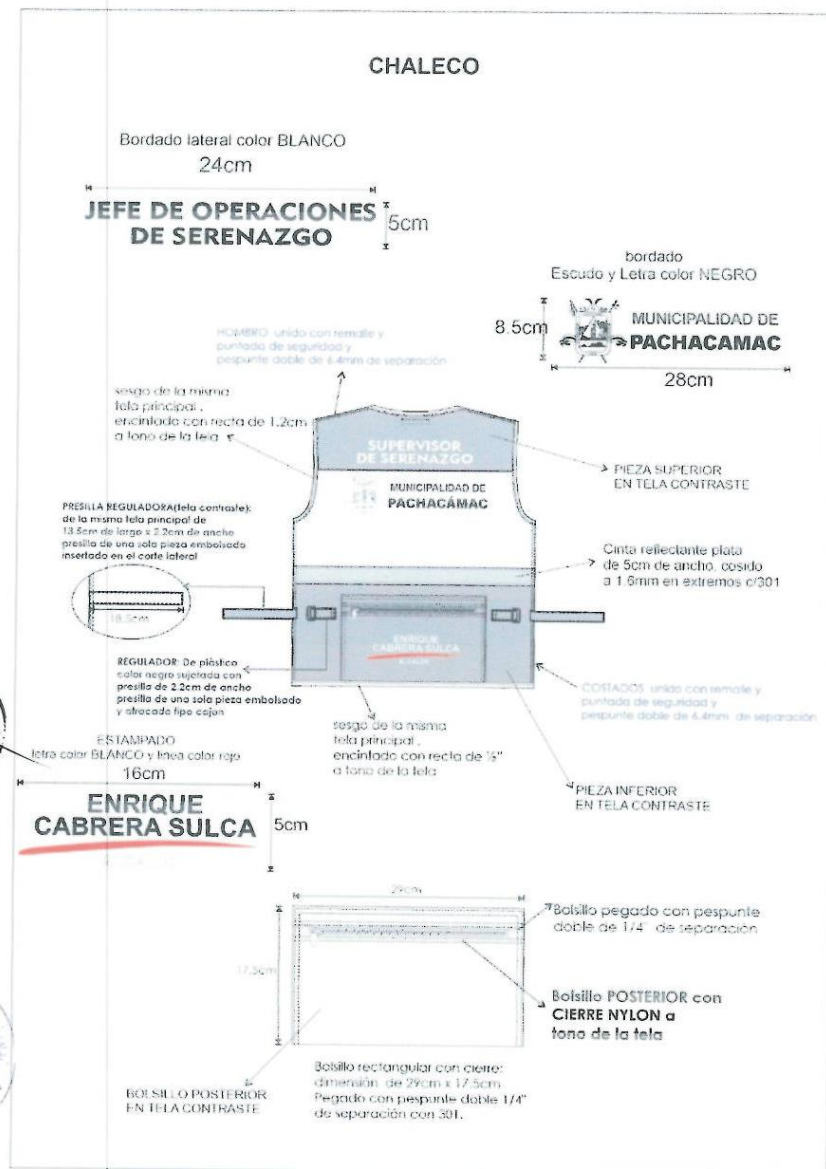 CHALECO
Bordado lateral color BLANCO
24cm
JEFE DE OPERACIONES
DE SERENAZGO
5cm
bordado
Escudo y Letra color NEGRO
8.5cm
MUNICIPALIDAD DE
PACHACAMAC
28cm
HOMBRO: unido con remalle y
puntada de seguridad y
pespunte doble de 6.4mm de separación
sesgo de la misma
tela principal ,
encintado con recta de 1.2cm
a tono de la tela
SUPERVISOR
DE SERENAZGO
MUNICIPALIDAD DE
PACHACÁMAC
PIEZA SUPERIOR
EN TELA CONTRASTE
PRESILLA REGULADORA(tela contraste):
de la misma tela principal de
13.5cm de largo x 2.2cm de ancho
presilla de una sola pieza embolsado
insertado en el corte lateral
Cinta reflectante plata
de 5cm de ancho, cosido
a 1.6mm en extremos c/301
18.5cm
ENRIQUE
CABRERA SULCA
REGULADOR: De plástico
color negro sujetada con
presilla de 2.2cm de ancho
presilla de una sola pieza embolsado
y atracado tipo cajon
COSTADOS: unido con remalle y
puntada de seguridad y
pespunte doble de 6.4mm de separación
sesgo de la misma
tela principal ,
encintado con recta de ½"
a tono de la tela
ESTAMPADO
letra color BLANCO y linea color rojo
16cm
PIEZA INFERIOR
EN TELA CONTRASTE
ENRIQUE
CABRERA SULCA
5cm
29cm
17.5cm
Bolsillo pegado con pespunte
doble de 1/4" de separación
Bolsillo POSTERIOR con
CIERRE NYLON a
tono de la tela
BOLSILLO POSTERIOR
EN TELA CONTRASTE
Bolsillo rectangular con cierre:
dimensión de 29cm x 17.5cm
Pegado con pespunte doble 1/4"
de separación con 301.